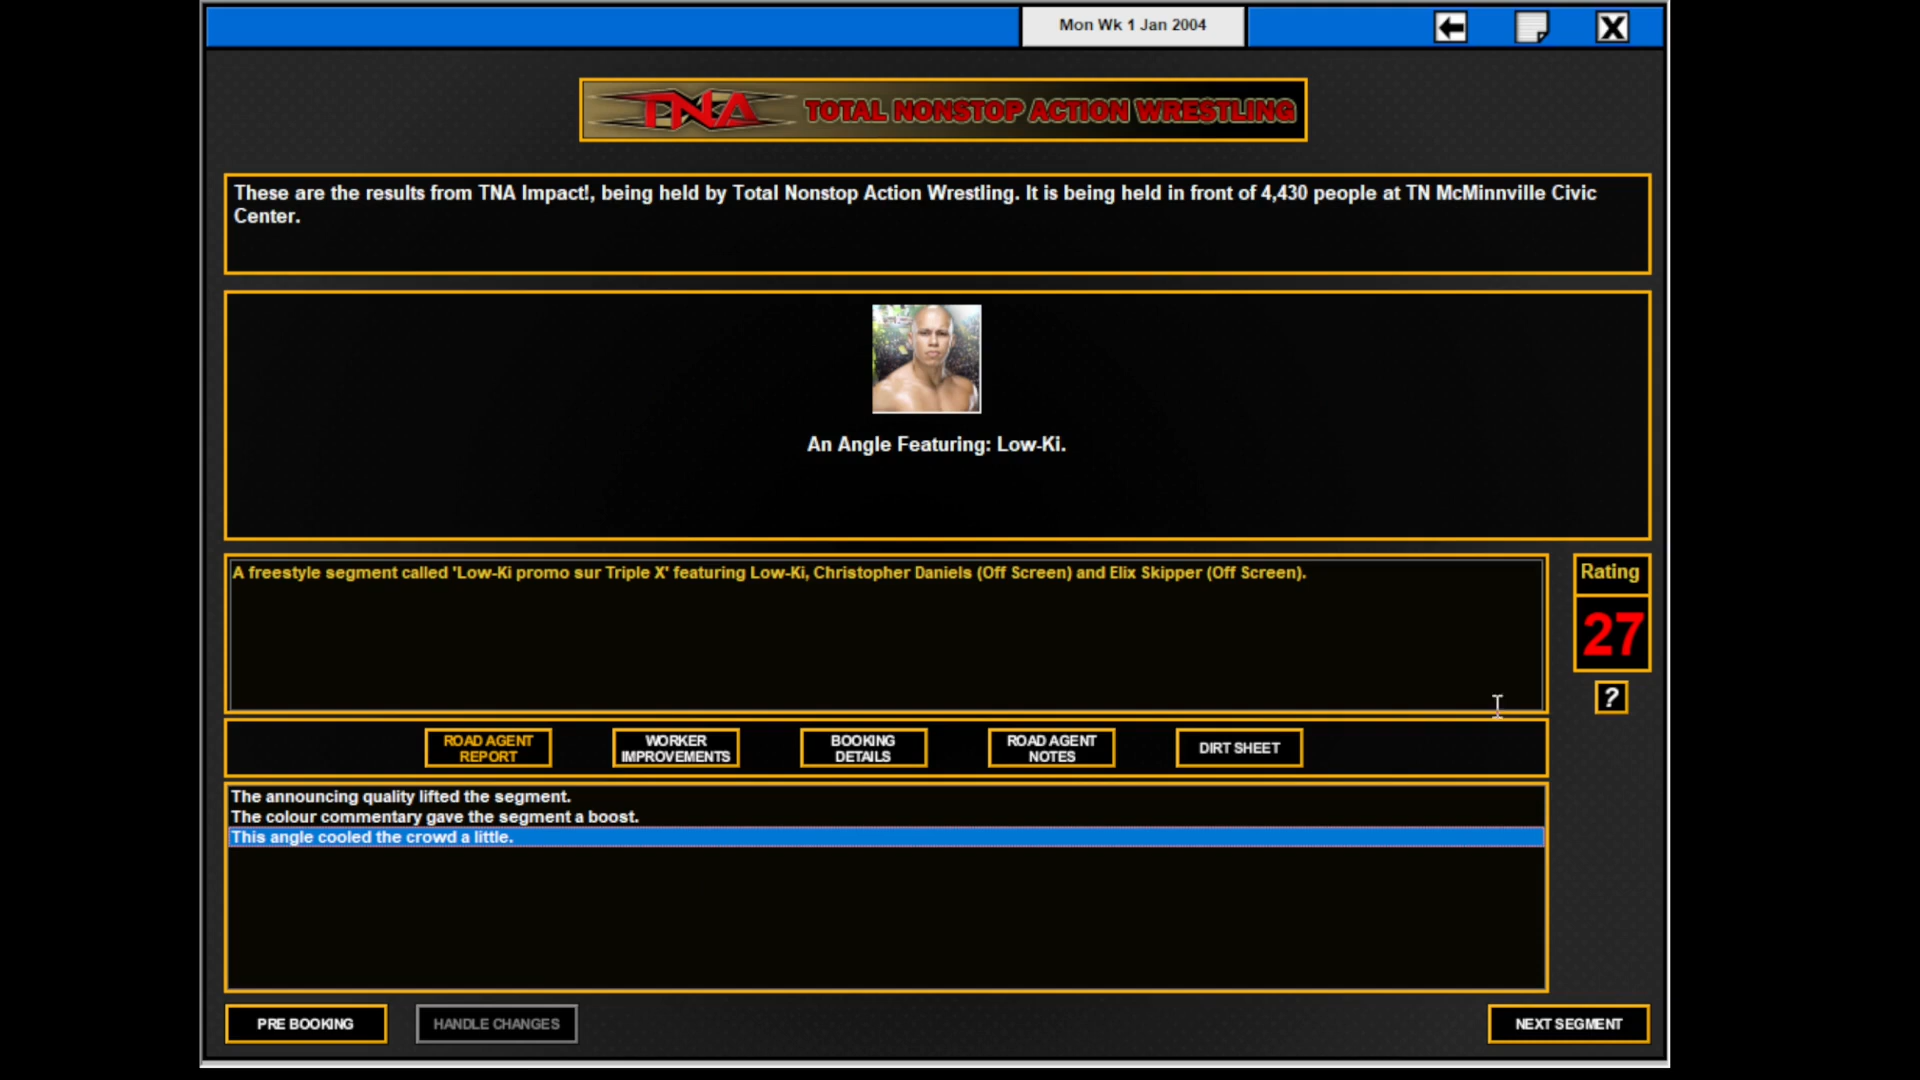 Mon Wk 1 Jan 2004
TNA TOTAL NONSTOP ACTION WRESTLING
These are the results from TNA Impact!, being held by Total Nonstop Action Wrestling. It is being held in front of 4,430 people at TN McMinnville Civic
Center.
An Angle Featuring: Low-Ki.
A freestyle segment called 'Low-Ki promo sur Triple X' featuring Low-Ki, Christopher Daniels (Off Screen) and Elix Skipper (Off Screen).
Rating
27
?
ROAD AGENT
REPORT
WORKER
IMPROVEMENTS
BOOKING
DETAILS
ROAD AGENT
NOTES
DIRT SHEET
The announcing quality lifted the segment.
The colour commentary gave the segment a boost.
This angle cooled the crowd a little.
PRE BOOKING
HANDLE CHANGES
NEXT SEGMENT